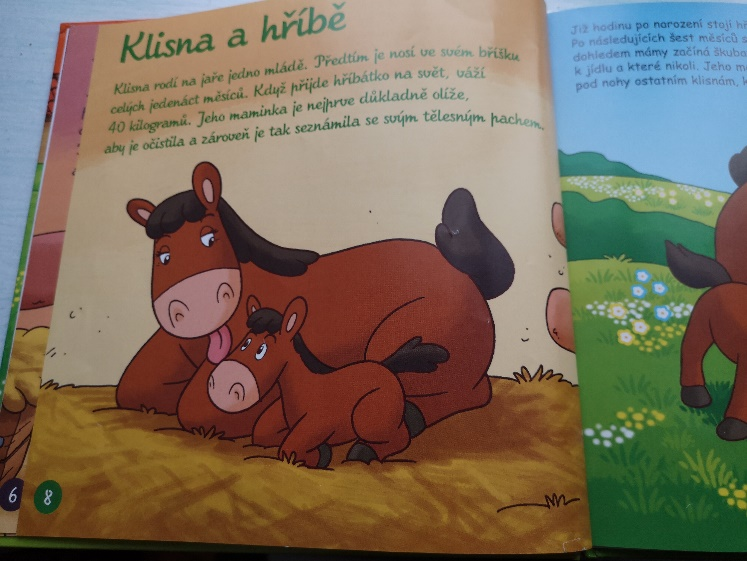 Klisna a hříbě
Klisna rodí na jaře jedno mládě. Předtím je nosí ve svém bříšku
celých jedenáct měsíců. Když přijde hříbátko na svět, váží
40 kilogramů. Jeho maminka je nejprve důkladně olíže,
aby je očistila a zároveň je tak seznámila se svým tělesným pachem.
6
8
Již hodinu po narození stojí
Po následujících šest měsíců
dohledem mámy začíná škuba
k jídlu a které nikoli. Jeho
pod nohy ostatním klisnám,